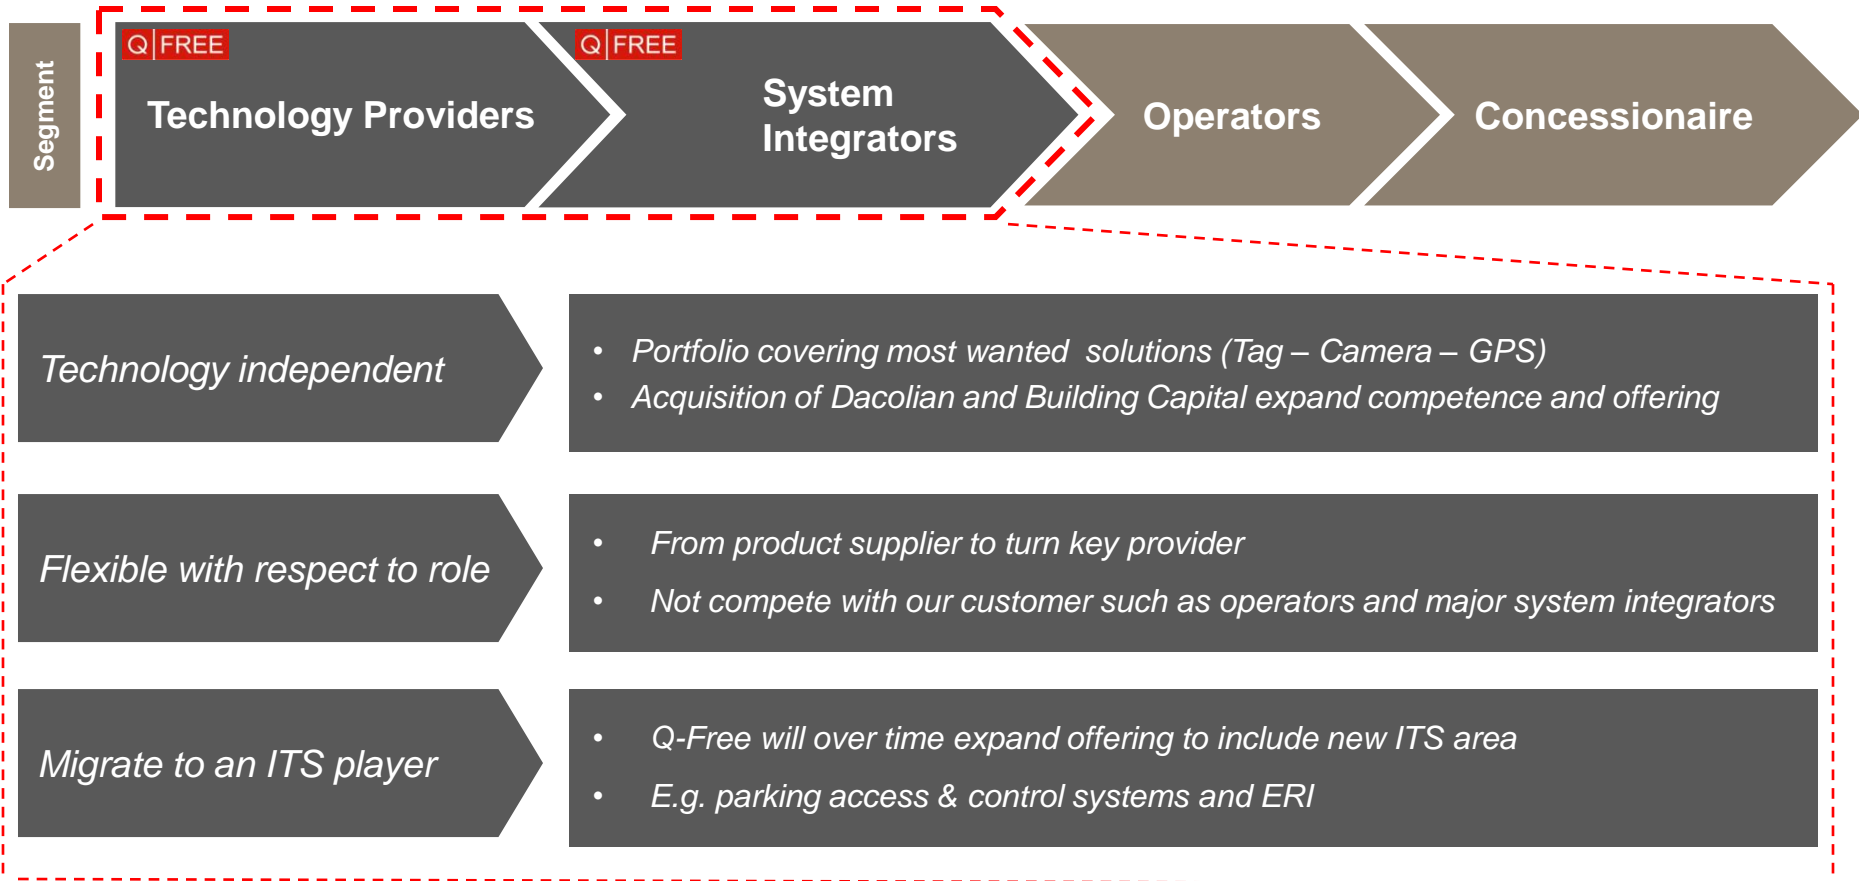 Segment
Q FREE
Technology Providers
Q FREE
System
Integrators
Operators
Concessionaire
Technology independent
• Portfolio covering most wanted solutions (Tag – Camera – GPS)
• Acquisition of Dacolian and Building Capital expand competence and offering
Flexible with respect to role
• From product supplier to turn key provider
• Not compete with our customer such as operators and major system integrators
Migrate to an ITS player
• Q-Free will over time expand offering to include new ITS area
• E.g. parking access & control systems and ERI